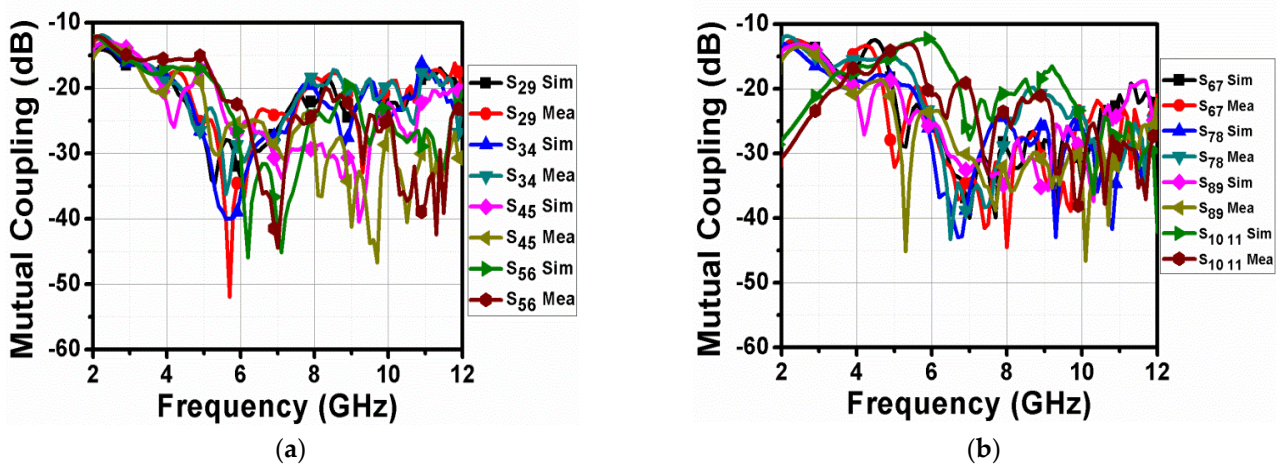 Mutual Coupling (dB)
-10
-20
-30
-40
-50
-60
2 4 6 8 10 12
Frequency (GHz)
S29 Sim
S29 Mea
S34 Sim
S34 Mea
S45 Sim
S45 Mea
S56 Sim
S56 Mea
(a)
Mutual Coupling (dB)
-10
-20
-30
-40
-50
-60
2 4 6 8 10 12
Frequency (GHz)
S67 Sim
S67 Mea
S78 Sim
S78 Mea
S89 Sim
S89 Mea
S10 11 Sim
S10 11 Mea
(b)